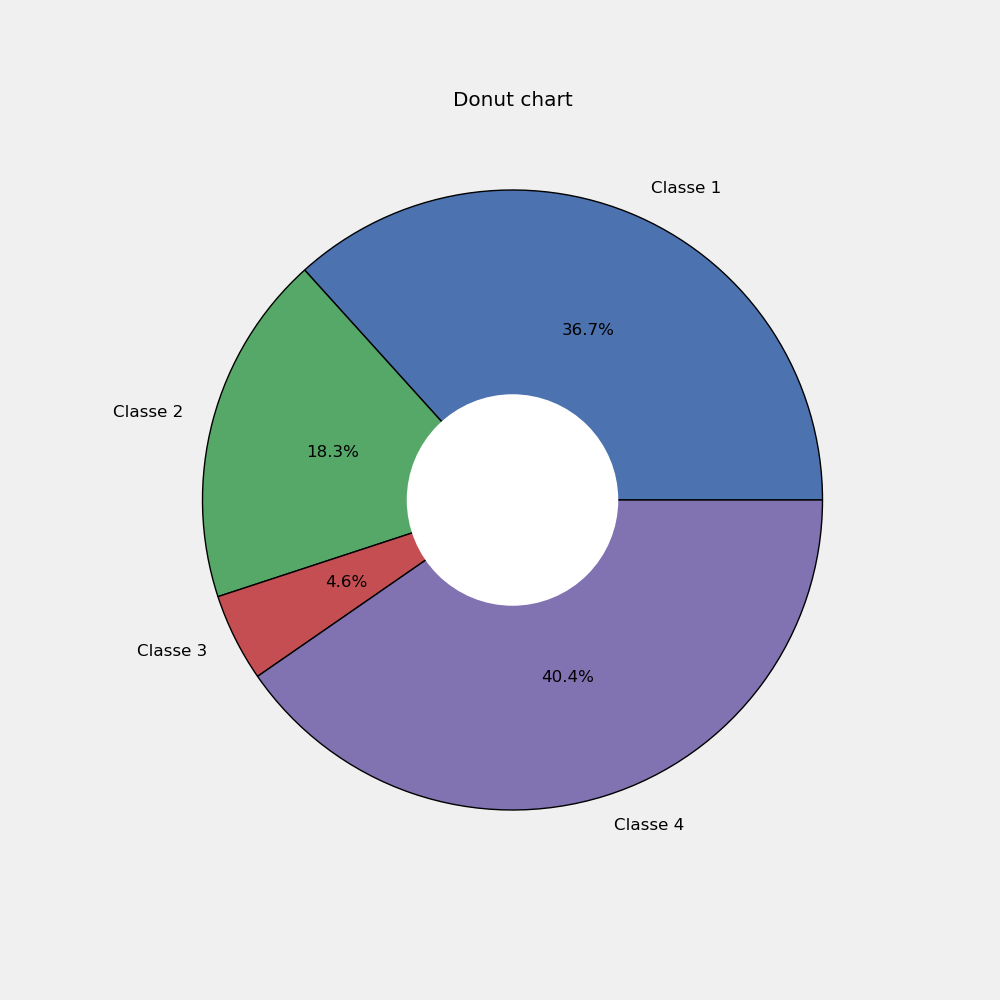 Donut chart
Classe 1
36.7%
Classe 2
18.3%
4.6%
Classe 3
40.4%
Classe 4